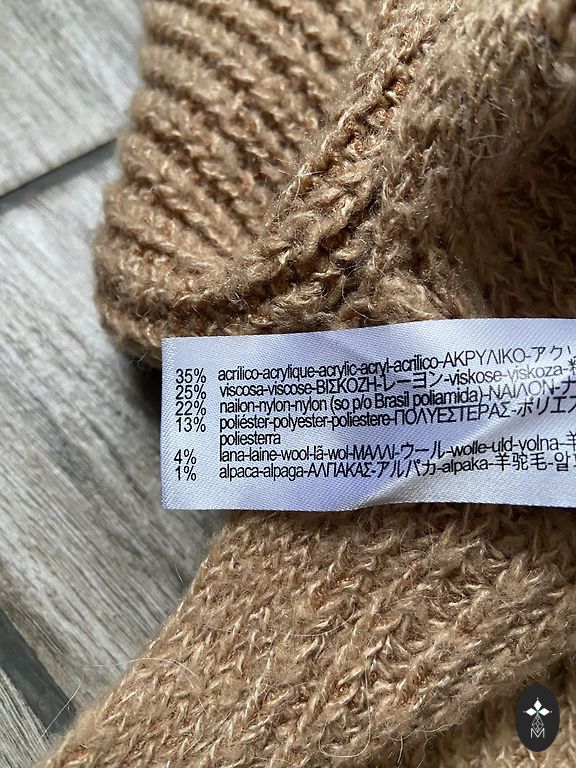 35% acrílico-acrylique-acrylic-acryl-acrilico-ΑΚΡΥΛΙΚΟ-アクリ
25% viscosa-viscose-ΒΙΣΚΟΖΗ-レーヨン-viskose-viskoza-
22% nailon-nylon-nylon (so p/o Brasil poliamida)-ΝΑΪΛΟΝ-ナ
13% poliéster-polyester-poliestere-ΠΟΛΥΕΣΤΕΡΑΣ-ポリエス
poliesterra
4% lana-laine-wool-lã-wol-ΜΑΛΛΙ-ウール-wolle-uld-volna-羊
1% alpaca-alpaga-ΑΛΠΑΚΑΣ-アルパカ-alpaka-羊驼毛-알
M